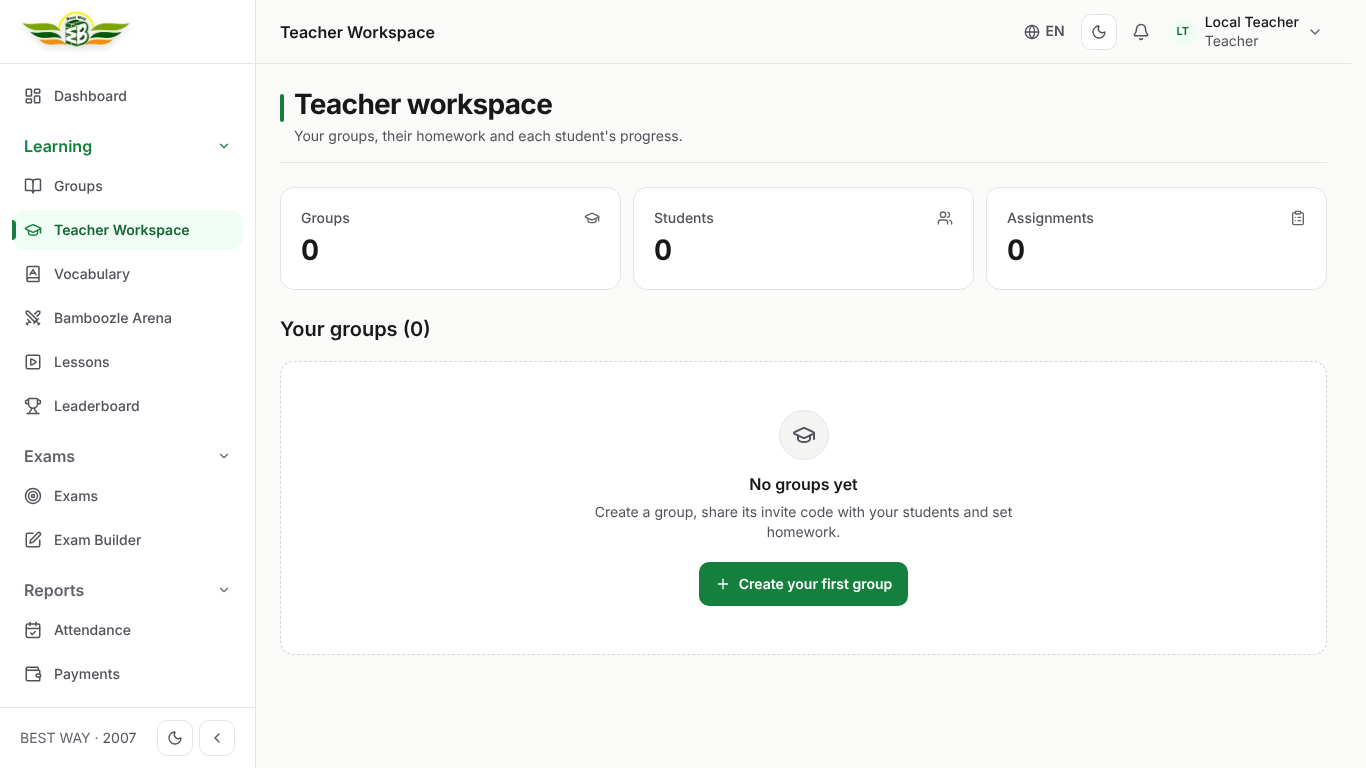 Teacher Workspace
EN
LT
Local Teacher
Teacher
Dashboard
Learning
Groups
Teacher Workspace
Vocabulary
Bamboozle Arena
Lessons
Leaderboard
Exams
Exams
Exam Builder
Reports
Attendance
Payments
BEST WAY · 2007
Teacher workspace
Your groups, their homework and each student's progress.
Groups
0
Students
0
Assignments
0
Your groups (0)
No groups yet
Create a group, share its invite code with your students and set
homework.
Create your first group